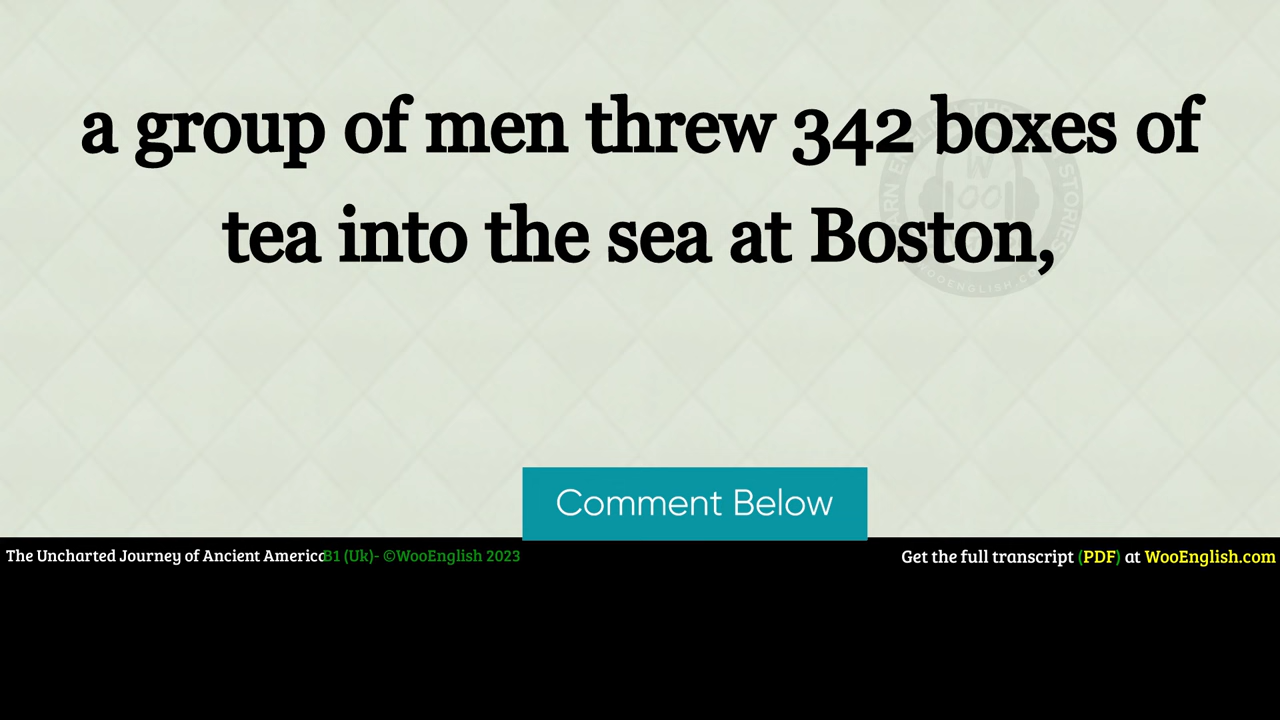 a group of men threw 342 boxes of
tea into the sea at Boston,
Comment Below
The Uncharted Journey of Ancient America B1 (Uk)- ©WooEnglish 2023
Get the full transcript (PDF) at WooEnglish.com